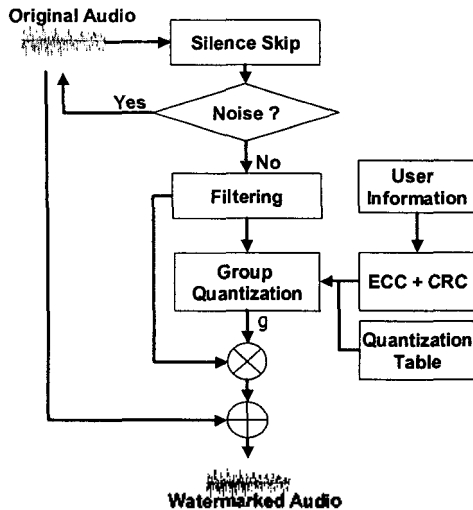 Original Audio
Silence Skip
Yes
Noise ?
No
Filtering
User
Information
Group
Quantization
ECC + CRC
g
Quantization
Table
Watermarked Audio